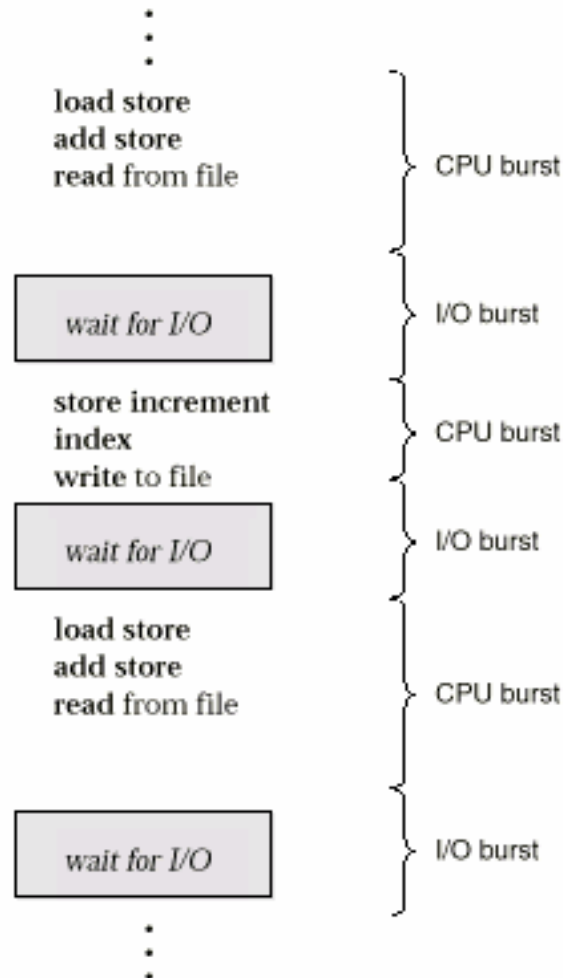 load store
add store
read from file
CPU burst
wait for I/O
I/O burst
store increment
index
write to file
CPU burst
wait for I/O
I/O burst
load store
add store
read from file
CPU burst
wait for I/O
I/O burst